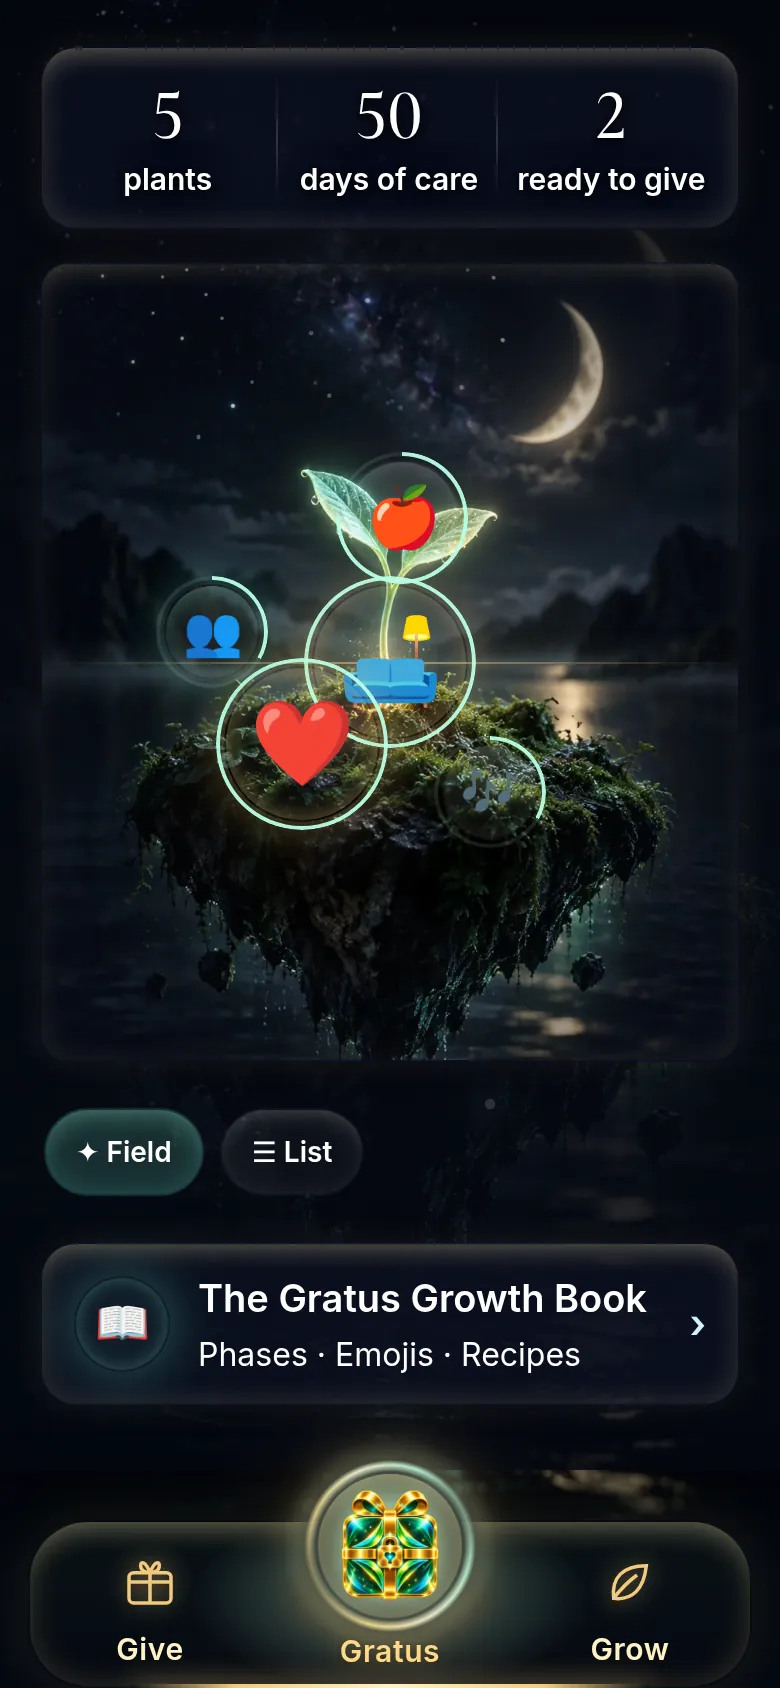 5
plants
50
days of care
2
ready to give
✦ Field
☰ List
The Gratus Growth Book
Phases · Emojis · Recipes
›
Give
Gratus
Grow